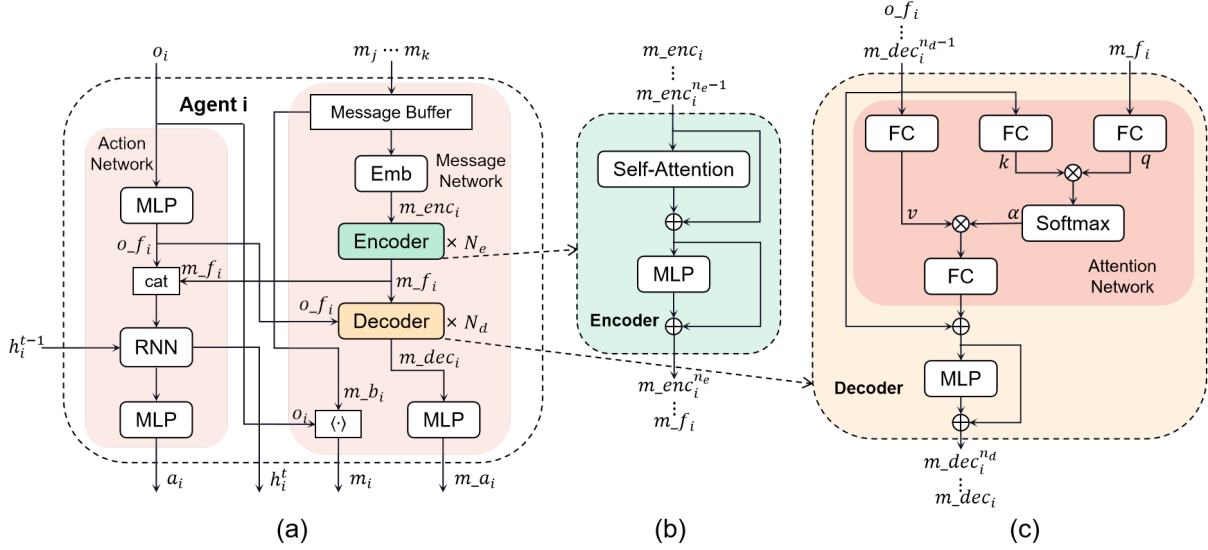 o_i
m_j ⋯ m_k
Agent i
Message Buffer
Action
Network
Message
Network
Emb
MLP
m_enc_i
o_f_i
Encoder × N_e
cat
m_f_i
m_f_i
o_f_i
Decoder × N_d
h_i^{t-1}
RNN
m_dec_i
m_b_i
MLP
o_i
⟨·⟩
MLP
a_i
h_i^t
m_i
m_a_i
(a)
m_enc_i
m_enc_i^{n_e-1}
Self-Attention
MLP
Encoder
m_enc_i^{n_e}
m_f_i
(b)
o_f_i
m_dec_i^{n_d-1}
m_f_i
FC
FC
FC
k
q
v
α
Softmax
FC
Attention
Network
MLP
Decoder
m_dec_i^{n_d}
m_dec_i
(c)